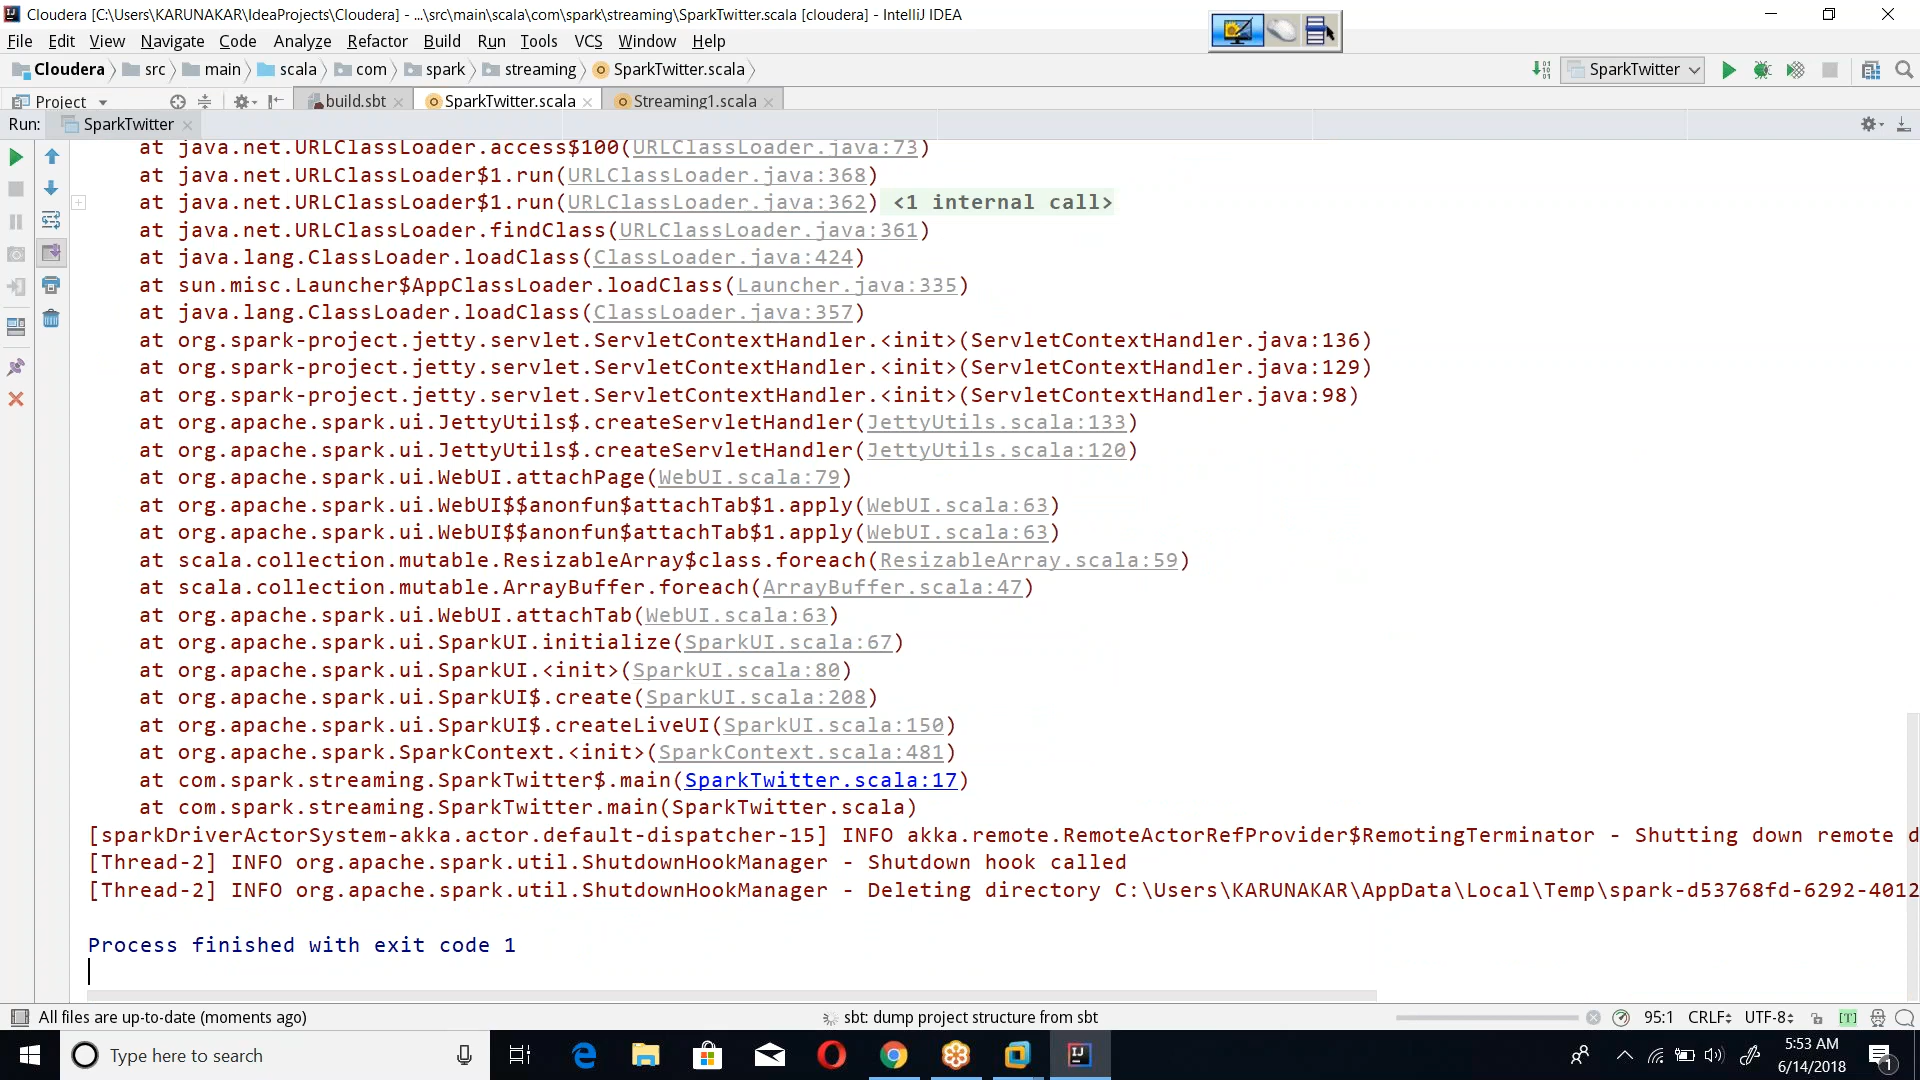 Cloudera [C:\Users\KARUNAKAR\IdeaProjects\Cloudera] - ...\src\main\scala\com\spark\streaming\SparkTwitter.scala [cloudera] - IntelliJ IDEA
File Edit View Navigate Code Analyze Refactor Build Run Tools VCS Window Help
Cloudera src main scala com spark streaming SparkTwitter.scala SparkTwitter
Project build.sbt SparkTwitter.scala Streaming1.scala
Run: SparkTwitter
at java.net.URLClassLoader.access$100(URLClassLoader.java:73)
at java.net.URLClassLoader$1.run(URLClassLoader.java:368)
at java.net.URLClassLoader$1.run(URLClassLoader.java:362) <1 internal call>
at java.net.URLClassLoader.findClass(URLClassLoader.java:361)
at java.lang.ClassLoader.loadClass(ClassLoader.java:424)
at sun.misc.Launcher$AppClassLoader.loadClass(Launcher.java:335)
at java.lang.ClassLoader.loadClass(ClassLoader.java:357)
at org.spark-project.jetty.servlet.ServletContextHandler.<init>(ServletContextHandler.java:136)
at org.spark-project.jetty.servlet.ServletContextHandler.<init>(ServletContextHandler.java:129)
at org.spark-project.jetty.servlet.ServletContextHandler.<init>(ServletContextHandler.java:98)
at org.apache.spark.ui.JettyUtils$.createServletHandler(JettyUtils.scala:133)
at org.apache.spark.ui.JettyUtils$.createServletHandler(JettyUtils.scala:120)
at org.apache.spark.ui.WebUI.attachPage(WebUI.scala:79)
at org.apache.spark.ui.WebUI$$anonfun$attachTab$1.apply(WebUI.scala:63)
at org.apache.spark.ui.WebUI$$anonfun$attachTab$1.apply(WebUI.scala:63)
at scala.collection.mutable.ResizableArray$class.foreach(ResizableArray.scala:59)
at scala.collection.mutable.ArrayBuffer.foreach(ArrayBuffer.scala:47)
at org.apache.spark.ui.WebUI.attachTab(WebUI.scala:63)
at org.apache.spark.ui.SparkUI.initialize(SparkUI.scala:67)
at org.apache.spark.ui.SparkUI.<init>(SparkUI.scala:80)
at org.apache.spark.ui.SparkUI$.create(SparkUI.scala:208)
at org.apache.spark.ui.SparkUI$.createLiveUI(SparkUI.scala:150)
at org.apache.spark.SparkContext.<init>(SparkContext.scala:481)
at com.spark.streaming.SparkTwitter$.main(SparkTwitter.scala:17)
at com.spark.streaming.SparkTwitter.main(SparkTwitter.scala)
[sparkDriverActorSystem-akka.actor.default-dispatcher-15] INFO akka.remote.RemoteActorRefProvider$RemotingTerminator - Shutting down remote d
[Thread-2] INFO org.apache.spark.util.ShutdownHookManager - Shutdown hook called
[Thread-2] INFO org.apache.spark.util.ShutdownHookManager - Deleting directory C:\Users\KARUNAKAR\AppData\Local\Temp\spark-d53768fd-6292-4012
Process finished with exit code 1
All files are up-to-date (moments ago) sbt: dump project structure from sbt 95:1 CRLF UTF-8 [T]
Type here to search
5:53 AM
6/14/2018
1